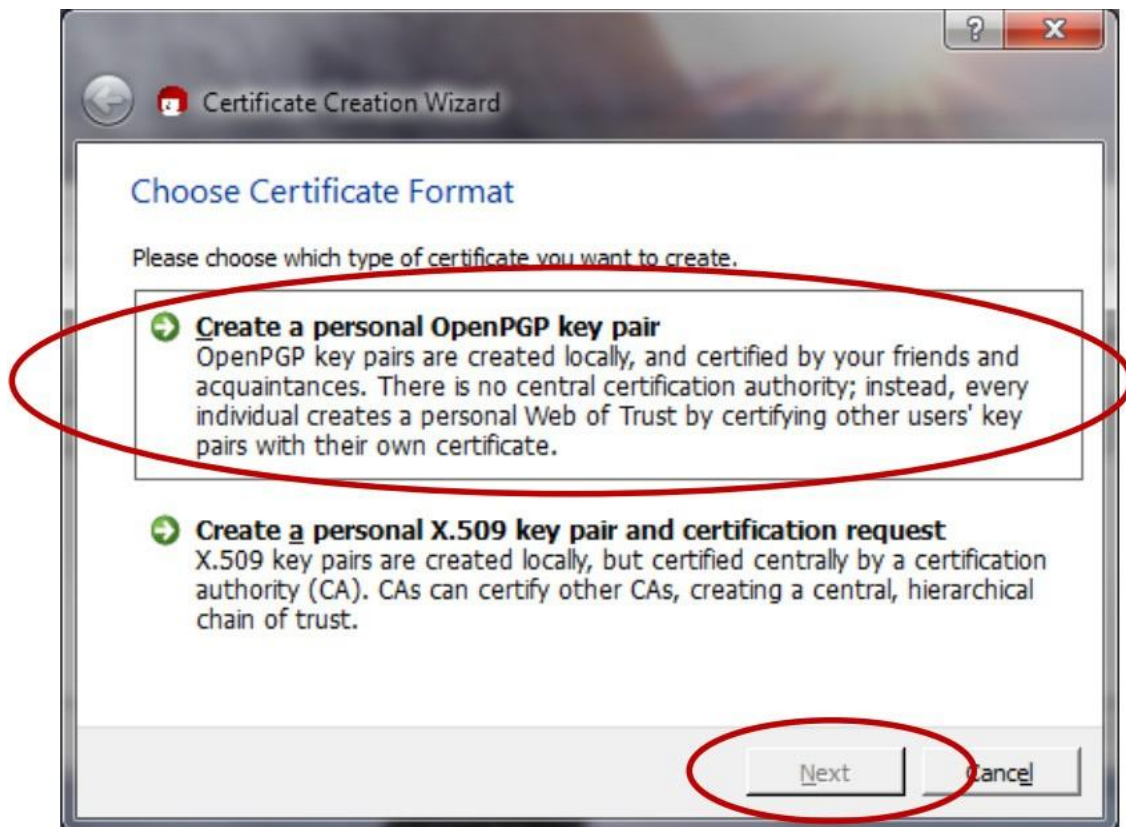 ?
X
Certificate Creation Wizard
Choose Certificate Format
Please choose which type of certificate you want to create.
Create a personal OpenPGP key pair
OpenPGP key pairs are created locally, and certified by your friends and
acquaintances. There is no central certification authority; instead, every
individual creates a personal Web of Trust by certifying other users' key
pairs with their own certificate.
Create a personal X.509 key pair and certification request
X.509 key pairs are created locally, but certified centrally by a certification
authority (CA). CAs can certify other CAs, creating a central, hierarchical
chain of trust.
Next
Cancel